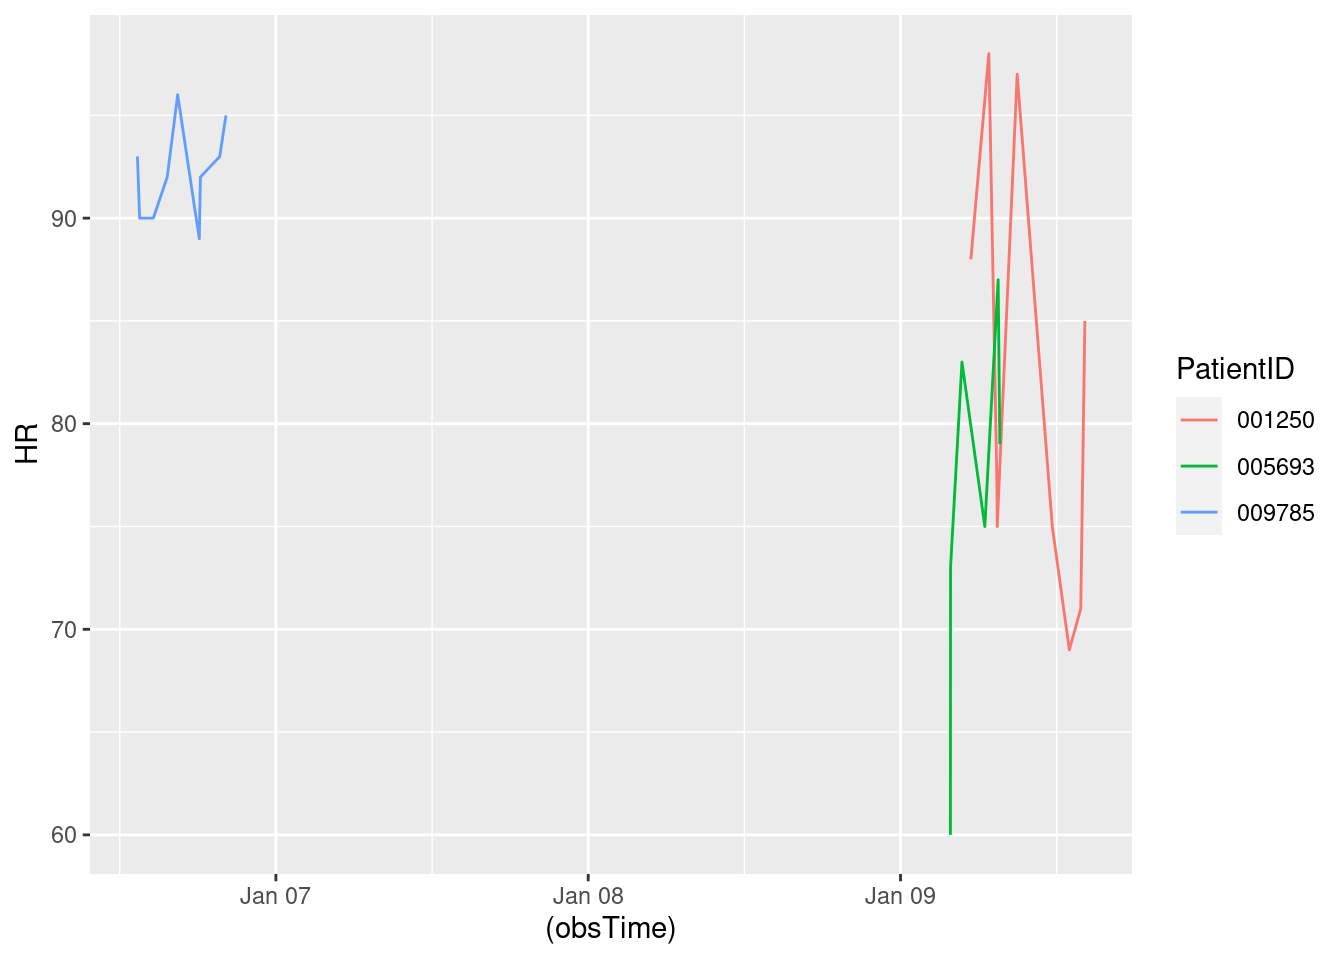 HR
90
80
70
60
Jan 07
Jan 08
Jan 09
(obsTime)
PatientID
001250
005693
009785